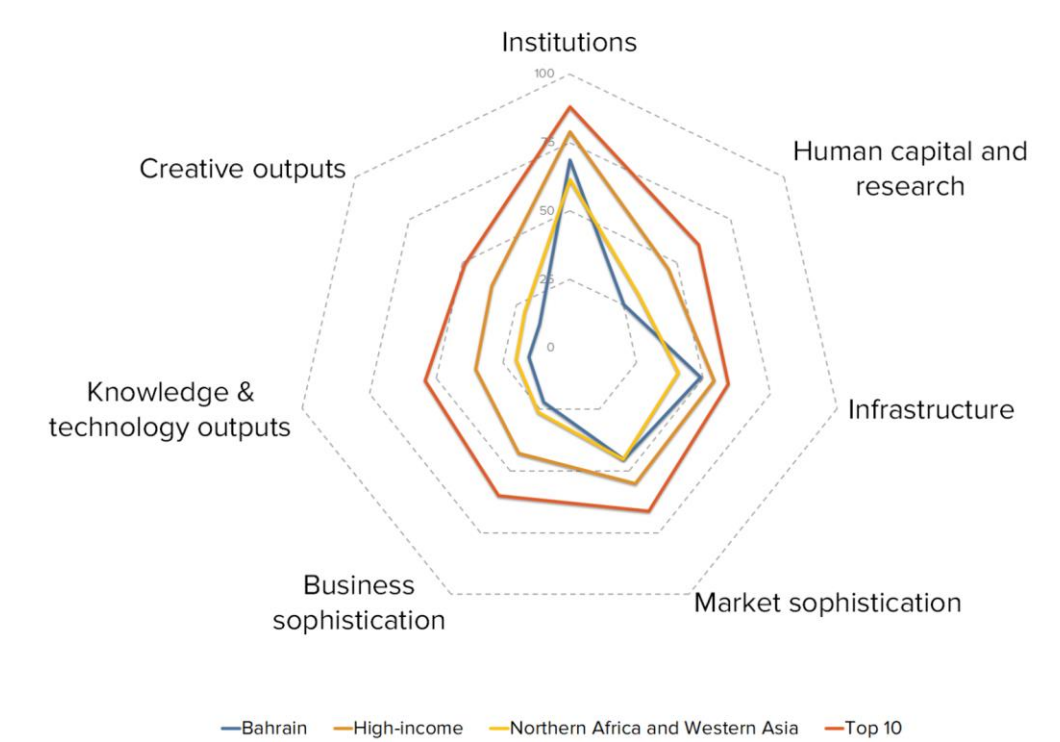 Institutions
100
Creative outputs
Human capital and
research
75
50
25
0
Knowledge &
technology outputs
Infrastructure
Business
sophistication
Market sophistication
Bahrain
High-income
Northern Africa and Western Asia
Top 10